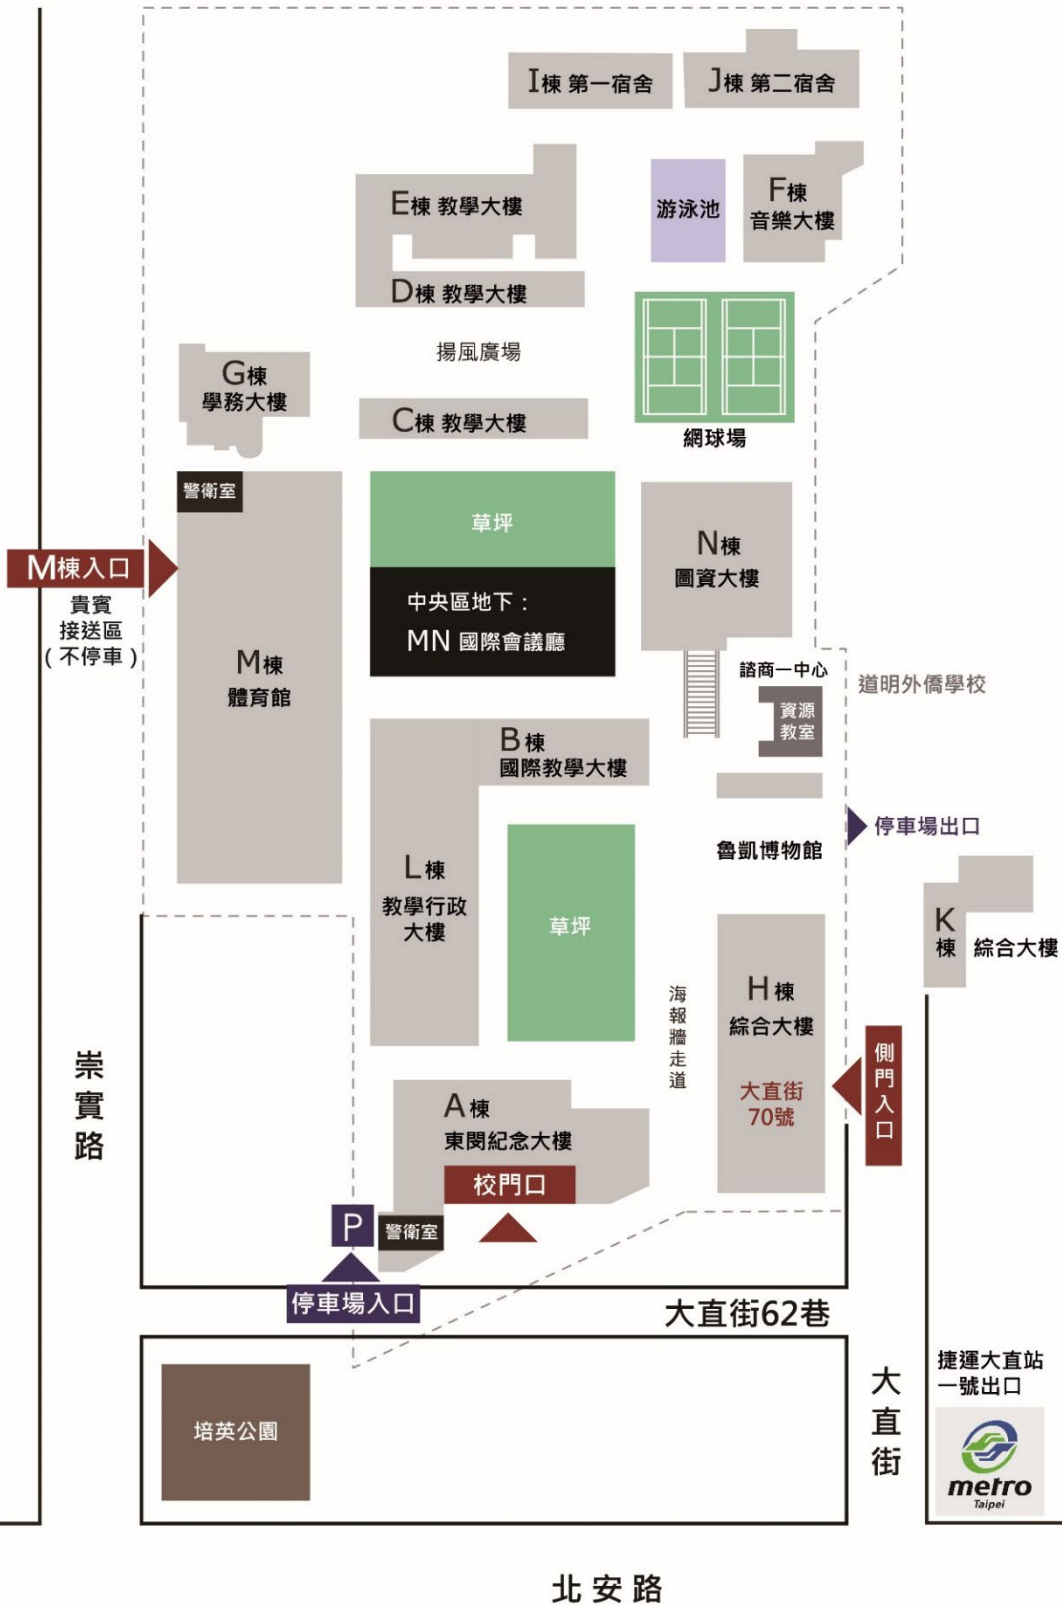 I棟 第一宿舍
J棟 第二宿舍
E棟 教學大樓
游泳池
F棟
音樂大樓
D棟 教學大樓
揚風廣場
G棟
學務大樓
C棟 教學大樓
網球場
警衛室
草坪
N棟
圖資大樓
M棟入口
貴賓
接送區
(不停車)
中央區地下:
MN 國際會議廳
M棟
體育館
諮商一中心
資源
教室
道明外僑學校
B棟
國際教學大樓
停車場出口
魯凱博物館
L棟
教學行政
大樓
草坪
K
棟 綜合大樓
H棟
綜合大樓
大直街
70號
海報牆走道
側門入口
崇實路
A棟
東閔紀念大樓
校門口
P
警衛室
停車場入口
大直街62巷
培英公園
大直街
捷運大直站
一號出口
metro
Taipei
北安路